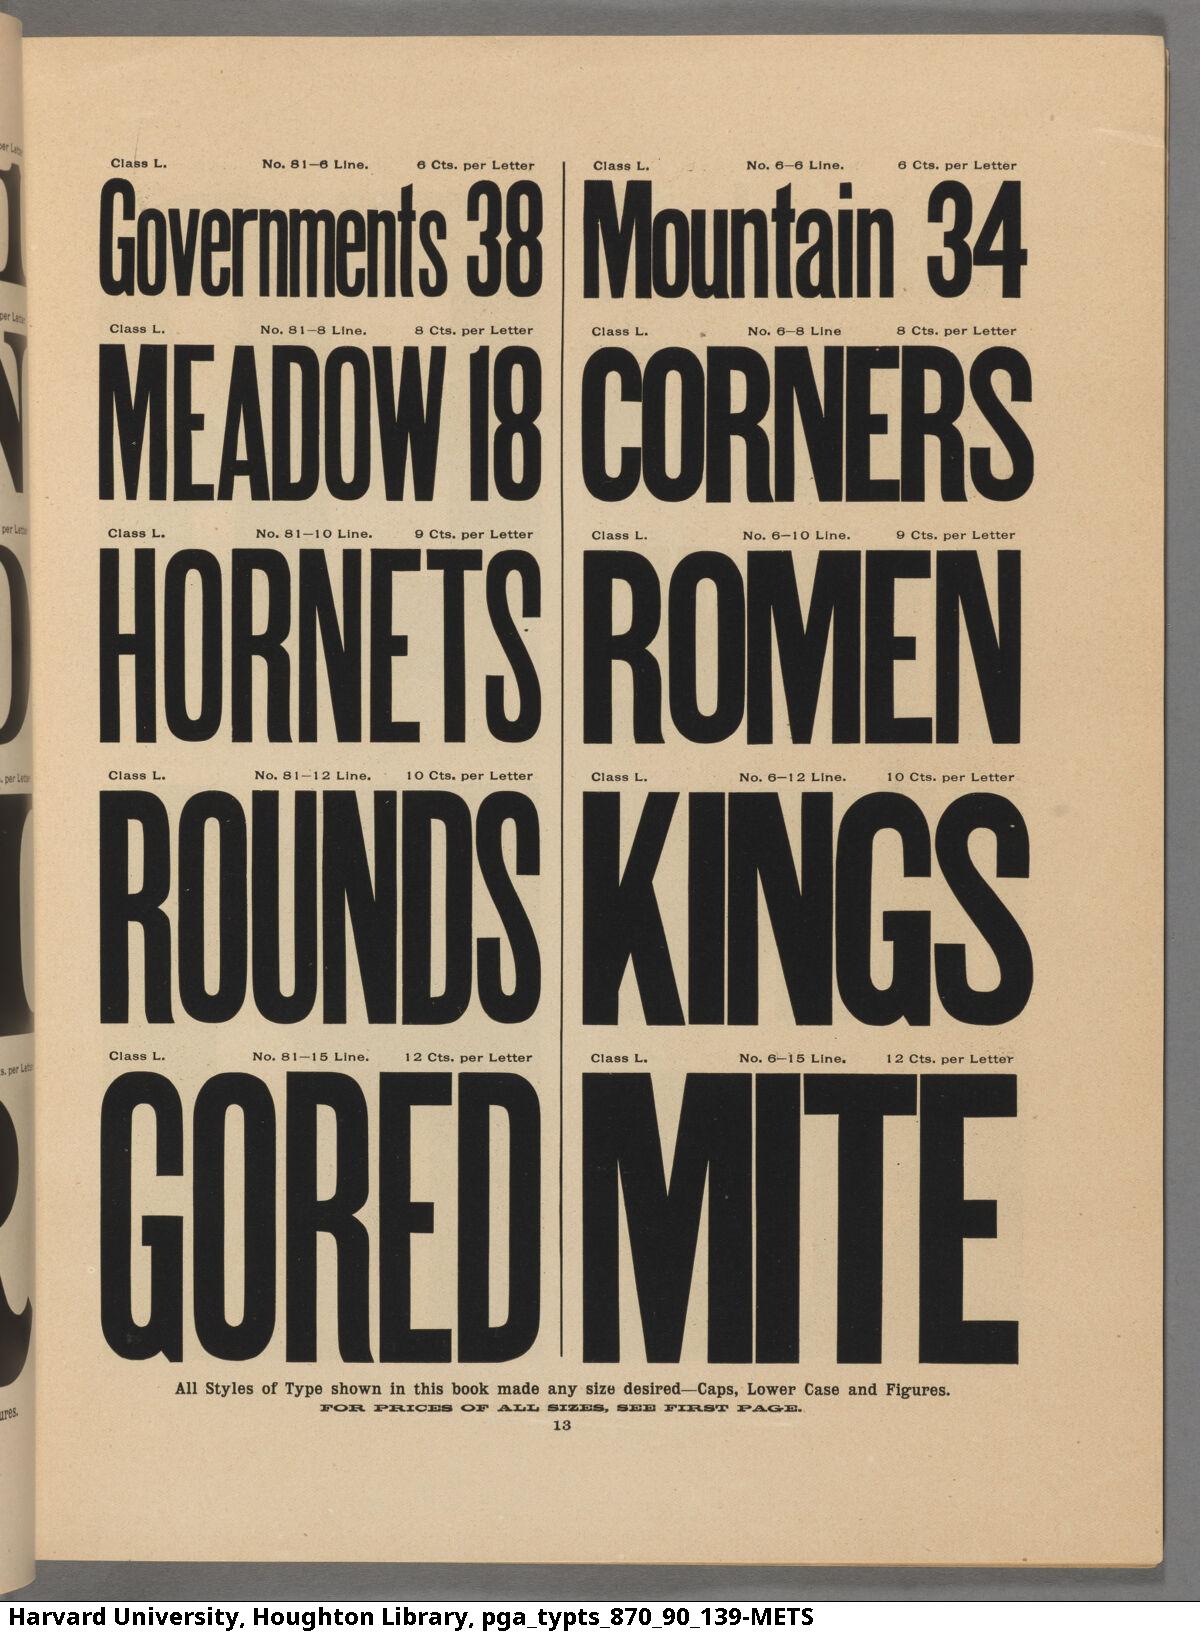 Class L. No. 81–6 Line. 6 Cts. per Letter
Governments 38
Class L. No. 81–8 Line. 8 Cts. per Letter
MEADOW 18
Class L. No. 81–10 Line. 9 Cts. per Letter
HORNETS
Class L. No. 81–12 Line. 10 Cts. per Letter
ROUNDS
Class L. No. 81–15 Line. 12 Cts. per Letter
GORED
Class L. No. 6–6 Line. 6 Cts. per Letter
Mountain 34
Class L. No. 6–8 Line 8 Cts. per Letter
CORNERS
Class L. No. 6–10 Line. 9 Cts. per Letter
ROMEN
Class L. No. 6–12 Line. 10 Cts. per Letter
KINGS
Class L. No. 6–15 Line. 12 Cts. per Letter
MITE
All Styles of Type shown in this book made any size desired—Caps, Lower Case and Figures.
FOR PRICES OF ALL SIZES, SEE FIRST PAGE.
13
Harvard University, Houghton Library, pga_typts_870_90_139-METS